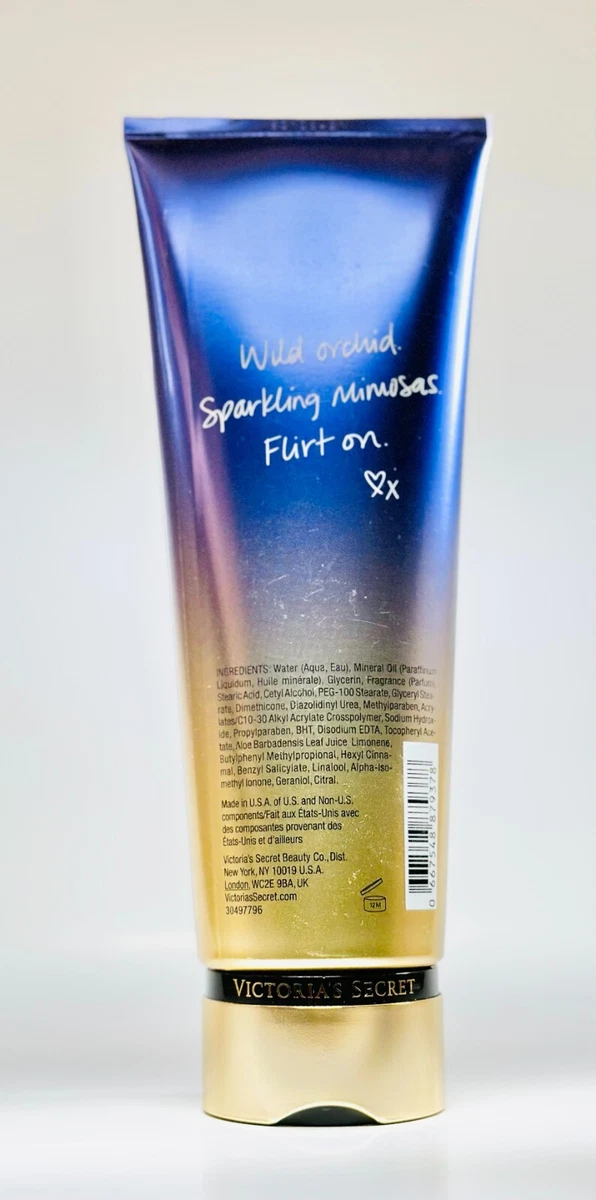 Wild orchid.
Sparkling Mimosas.
Flirt on.
x
INGREDIENTS: Water (Aqua, Eau), Mineral Oil (Paraffinum
Liquidum, Huile minérale), Glycerin, Fragrance (Parfum),
Stearic Acid, Cetyl Alcohol, PEG-100 Stearate, Glyceryl Stea-
rate, Dimethicone, Diazolidinyl Urea, Methylparaben, Acry-
lates/C10-30 Alkyl Acrylate Crosspolymer, Sodium Hydrox-
ide, Propylparaben, BHT, Disodium EDTA, Tocopheryl Ace-
tate, Aloe Barbadensis Leaf Juice Limonene,
Butylphenyl Methylpropional, Hexyl Cinna-
mal, Benzyl Salicylate, Linalool, Alpha-Iso-
methyl Ionone, Geraniol, Citral.
Made in U.S.A. of U.S. and Non-U.S.
components/Fait aux États-Unis avec
des composantes provenant des
États-Unis et d'ailleurs
Victoria's Secret Beauty Co., Dist.
New York, NY 10019 U.S.A.
London, WC2E 9BA, UK
VictoriasSecret.com
30497796
12M
0 667548 879378
VICTORIA'S SECRET